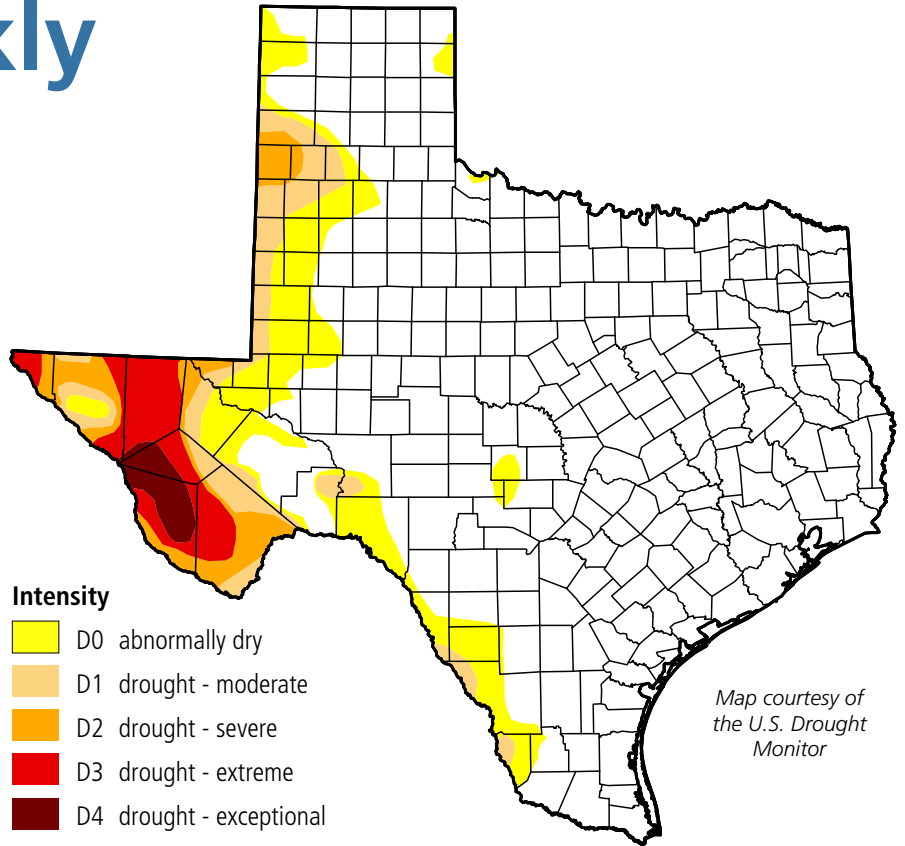 kly
Intensity
D0 abnormally dry
D1 drought - moderate
D2 drought - severe
D3 drought - extreme
D4 drought - exceptional
Map courtesy of
the U.S. Drought
Monitor